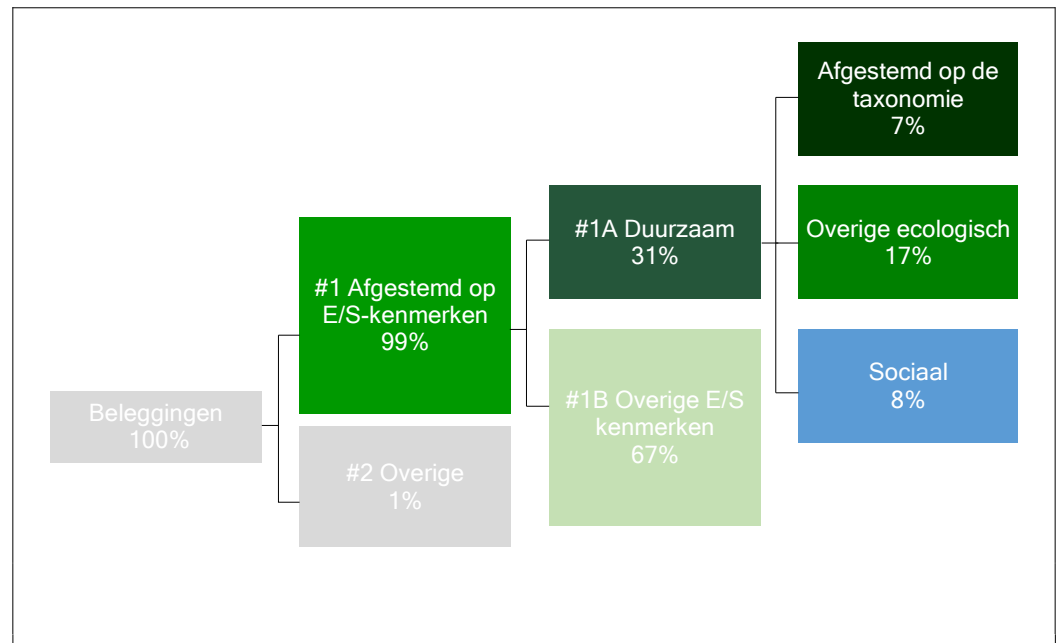 Beleggingen
100%
#1 Afgestemd op
E/S-kenmerken
99%
#2 Overige
1%
#1A Duurzaam
31%
#1B Overige E/S
kenmerken
67%
Afgestemd op de
taxonomie
7%
Overige ecologisch
17%
Sociaal
8%